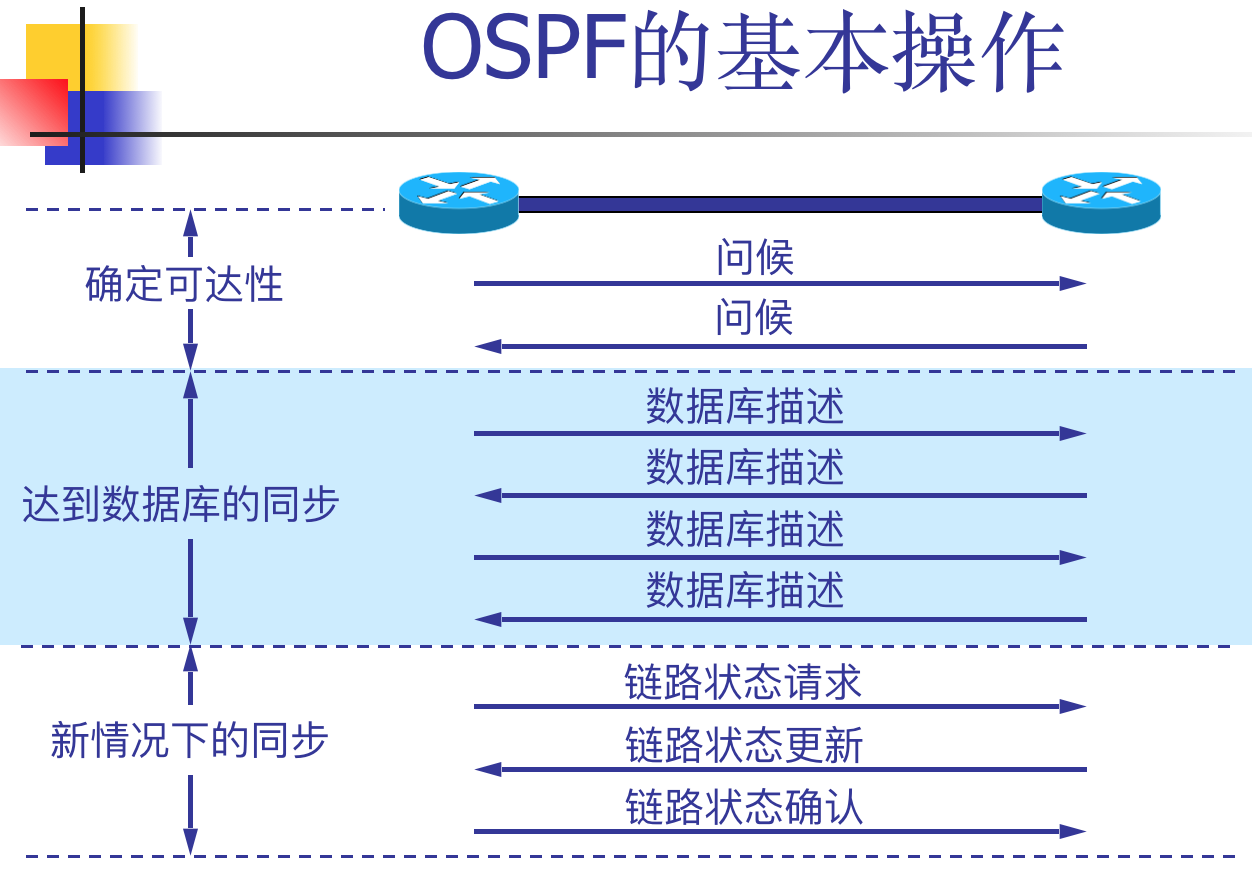 OSPF的基本操作
问候
确定可达性
问候
数据库描述
数据库描述
达到数据库的同步
数据库描述
数据库描述
链路状态请求
新情况下的同步
链路状态更新
链路状态确认